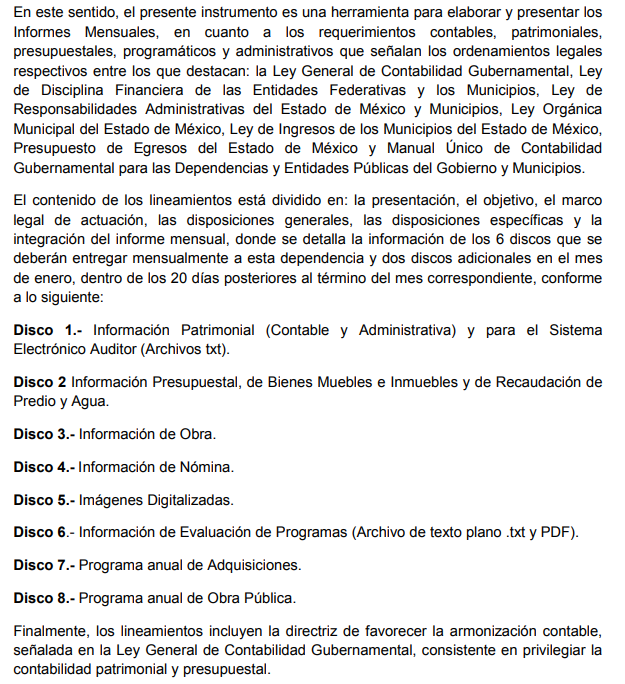 En este sentido, el presente instrumento es una herramienta para elaborar y presentar los
Informes Mensuales, en cuanto a los requerimientos contables, patrimoniales,
presupuestales, programáticos y administrativos que señalan los ordenamientos legales
respectivos entre los que destacan: la Ley General de Contabilidad Gubernamental, Ley
de Disciplina Financiera de las Entidades Federativas y los Municipios, Ley de
Responsabilidades Administrativas del Estado de México y Municipios, Ley Orgánica
Municipal del Estado de México, Ley de Ingresos de los Municipios del Estado de México,
Presupuesto de Egresos del Estado de México y Manual Único de Contabilidad
Gubernamental para las Dependencias y Entidades Públicas del Gobierno y Municipios.
El contenido de los lineamientos está dividido en: la presentación, el objetivo, el marco
legal de actuación, las disposiciones generales, las disposiciones específicas y la
integración del informe mensual, donde se detalla la información de los 6 discos que se
deberán entregar mensualmente a esta dependencia y dos discos adicionales en el mes
de enero, dentro de los 20 días posteriores al término del mes correspondiente, conforme
a lo siguiente:
Disco 1.- Información Patrimonial (Contable y Administrativa) y para el Sistema
Electrónico Auditor (Archivos txt).
Disco 2 Información Presupuestal, de Bienes Muebles e Inmuebles y de Recaudación de
Predio y Agua.
Disco 3.- Información de Obra.
Disco 4.- Información de Nómina.
Disco 5.- Imágenes Digitalizadas.
Disco 6.- Información de Evaluación de Programas (Archivo de texto plano .txt y PDF).
Disco 7.- Programa anual de Adquisiciones.
Disco 8.- Programa anual de Obra Pública.
Finalmente, los lineamientos incluyen la directriz de favorecer la armonización contable,
señalada en la Ley General de Contabilidad Gubernamental, consistente en privilegiar la
contabilidad patrimonial y presupuestal.